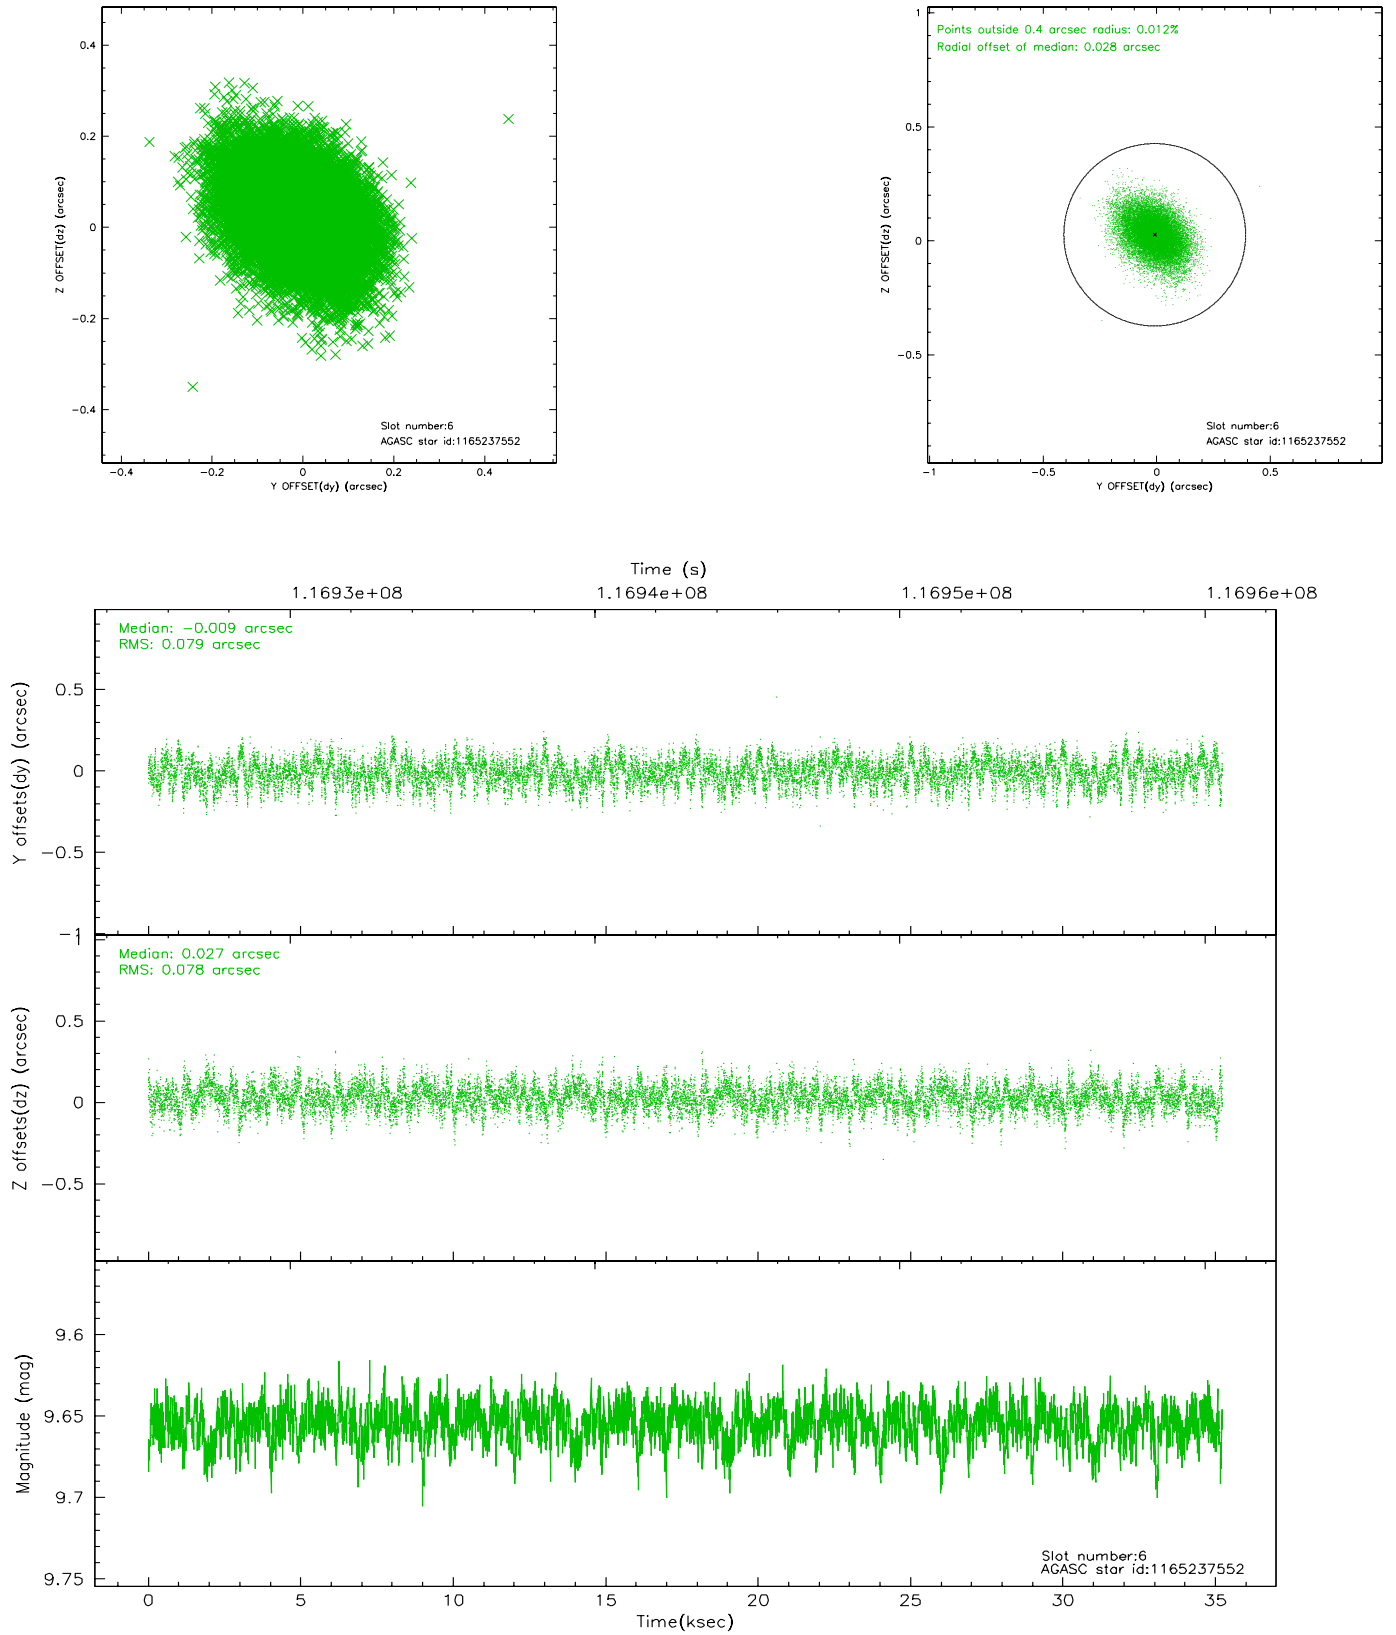 0.4
0.2
0
-0.2
-0.4
Z OFFSET(dz) (arcsec)
Slot number:6
AGASC star id:1165237552
-0.4
-0.2
0
0.2
0.4
Y OFFSET(dy) (arcsec)
Points outside 0.4 arcsec radius: 0.012%
Radial offset of median: 0.028 arcsec
1
0.5
0
-0.5
Z OFFSET(dz) (arcsec)
Slot number:6
AGASC star id:1165237552
-1
-0.5
0
0.5
Y OFFSET(dy) (arcsec)
Time (s)
1.1693e+08
1.1694e+08
1.1695e+08
1.1696e+08
Median: -0.009 arcsec
RMS: 0.079 arcsec
0.5
0
-0.5
-1
Y offsets(dy) (arcsec)
Median: 0.027 arcsec
RMS: 0.078 arcsec
1
0.5
0
-0.5
Z offsets(dz) (arcsec)
9.6
9.65
9.7
9.75
Magnitude (mag)
Slot number:6
AGASC star id:1165237552
0
5
10
15
20
25
30
35
Time(ksec)